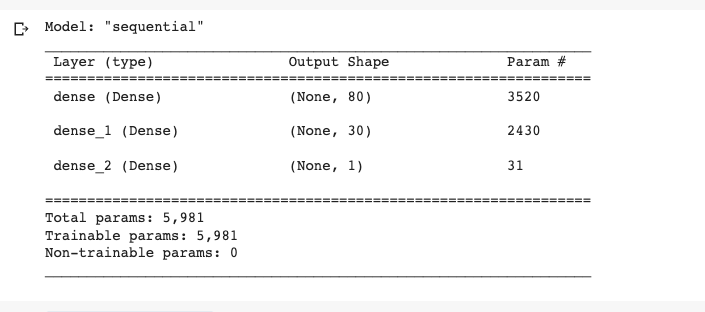 Model: "sequential"
Layer (type) Output Shape Param #
dense (Dense) (None, 80) 3520
dense_1 (Dense) (None, 30) 2430
dense_2 (Dense) (None, 1) 31
Total params: 5,981
Trainable params: 5,981
Non-trainable params: 0